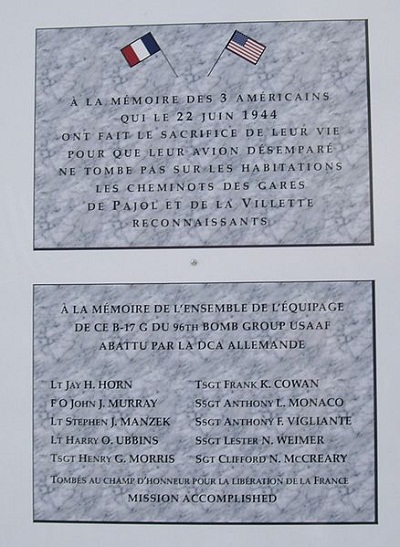 À LA MÉMOIRE DES 3 AMÉRICAINS
QUI LE 22 JUIN 1944
ONT FAIT LE SACRIFICE DE LEUR VIE
POUR QUE LEUR AVION DÉSEMPARÉ
NE TOMBE PAS SUR LES HABITATIONS
LES CHEMINOTS DES GARES
DE PAJOL ET DE LA VILLETTE
RECONNAISSANTS
À LA MÉMOIRE DE L'ENSEMBLE DE L'ÉQUIPAGE
DE CE B-17 G DU 96TH BOMB GROUP USAAF
ABATTU PAR LA DCA ALLEMANDE
LT JAY H. HORN TSGT FRANK K. COWAN
F O JOHN J. MURRAY SSGT ANTHONY L. MONACO
LT STEPHEN J. MANZEK SSGT ANTHONY F. VIGLIANTE
LT HARRY O. UBBINS SSGT LESTER N. WEIMER
TSGT HENRY G. MORRIS SGT CLIFFORD N. MCCREARY
TOMBÉS AU CHAMP D'HONNEUR POUR LA LIBÉRATION DE LA FRANCE
MISSION ACCOMPLISHED